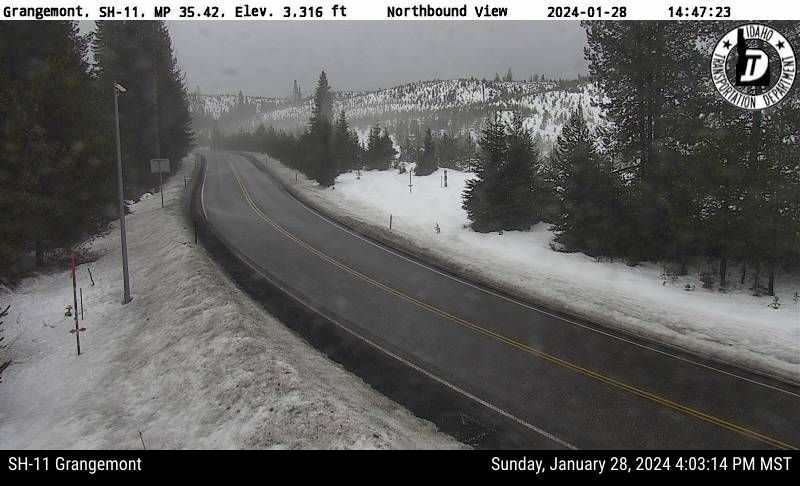 Grangemont, SH-11, MP 35.42, Elev. 3,316 ft Northbound View 2024-01-28 14:47:23
IDAHO
TRANSPORTATION DEPARTMENT
SH-11 Grangemont Sunday, January 28, 2024 4:03:14 PM MST